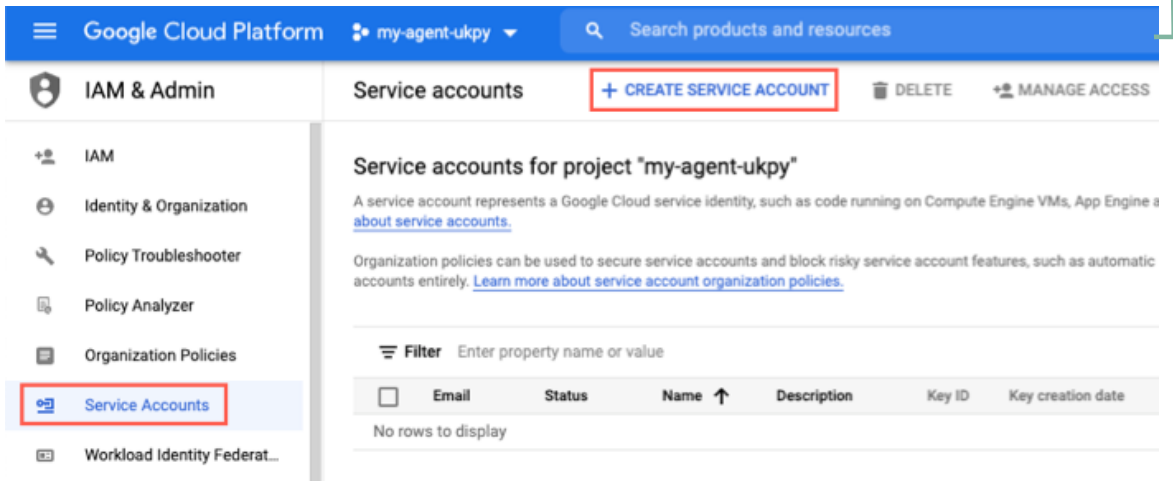 Google Cloud Platform
my-agent-ukpy
Search products and resources
IAM & Admin
Service accounts
+ CREATE SERVICE ACCOUNT
DELETE
MANAGE ACCESS
IAM
Identity & Organization
Policy Troubleshooter
Policy Analyzer
Organization Policies
Service Accounts
Workload Identity Federat...
Service accounts for project "my-agent-ukpy"
A service account represents a Google Cloud service identity, such as code running on Compute Engine VMs, App Engine a
about service accounts.
Organization policies can be used to secure service accounts and block risky service account features, such as automatic
accounts entirely. Learn more about service account organization policies.
Filter Enter property name or value
Email Status Name ↑ Description Key ID Key creation date
No rows to display